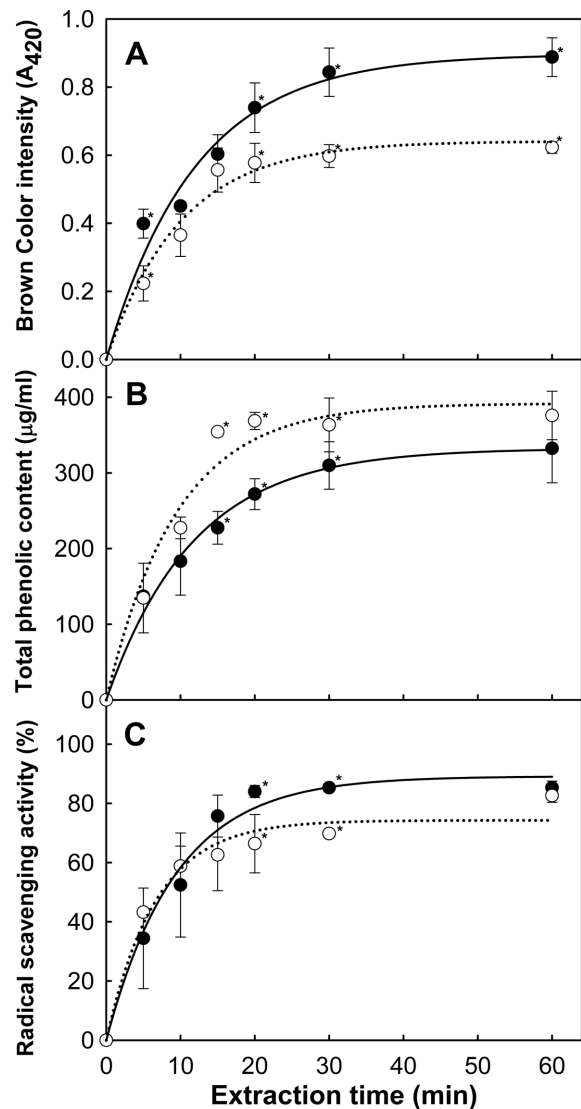 A
Brown Color intensity (A420)
1.0
0.8
0.6
0.4
0.2
0.0
* * * * *
* * * *
B
Total phenolic content (µg/ml)
400
300
200
100
0
* * *
* * *
C
Radical scavenging activity (%)
100
80
60
40
20
0
* *
*
*
0 10 20 30 40 50 60
Extraction time (min)